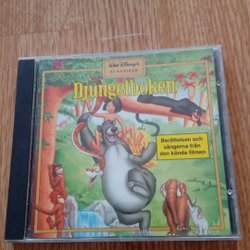 Walt Disney's
KLASSIKER
Djungelboken
Berättelsen och
sångerna från
den kända filmen